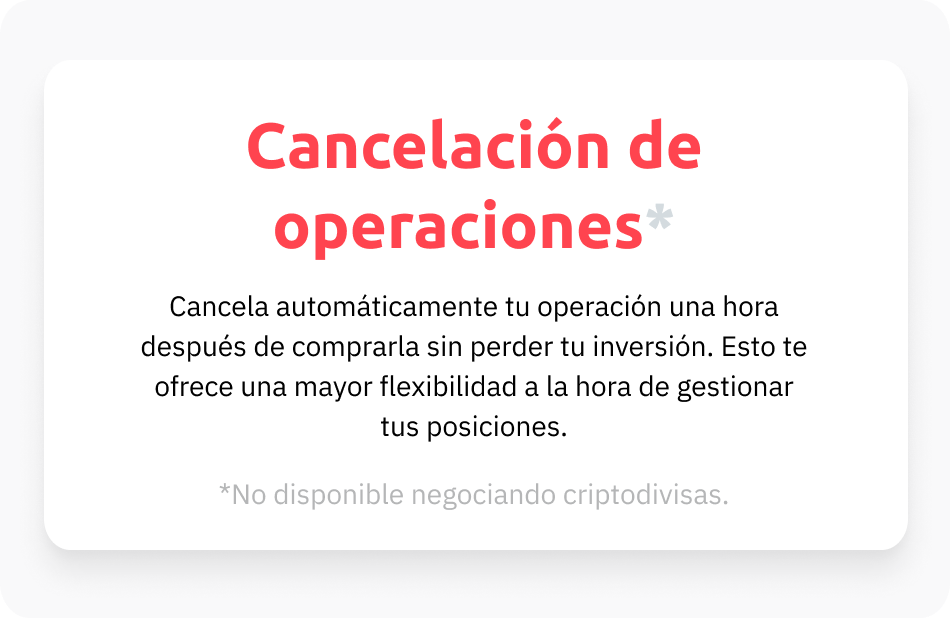 Cancelación de
operaciones*
Cancela automáticamente tu operación una hora
después de comprarla sin perder tu inversión. Esto te
ofrece una mayor flexibilidad a la hora de gestionar
tus posiciones.
*No disponible negociando criptodivisas.